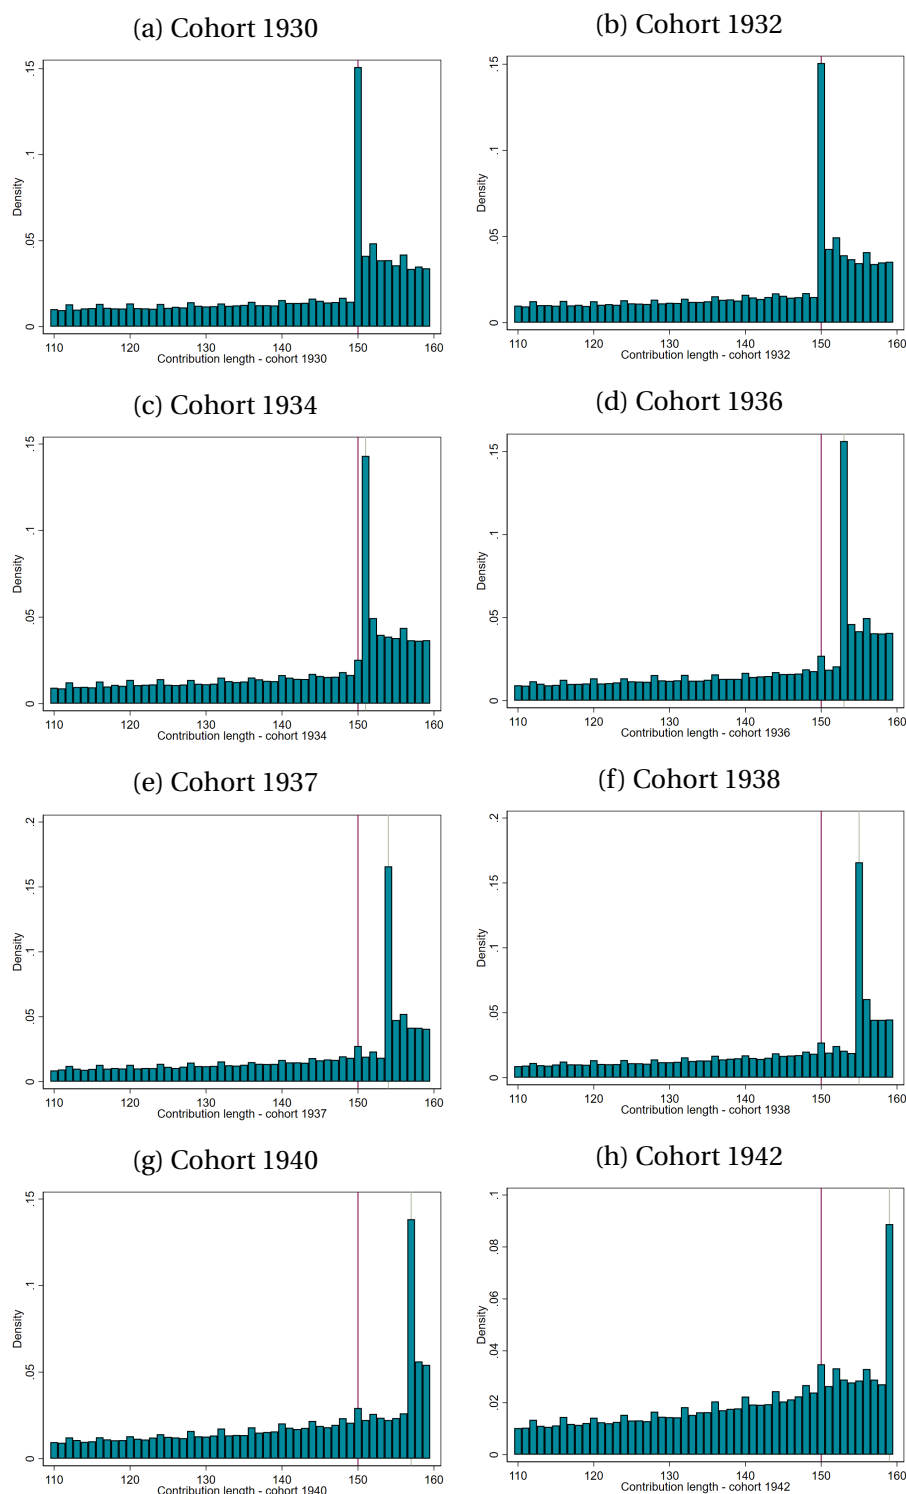 (a) Cohort 1930
.15
.1
.05
0
Density
110 120 130 140 150 160
Contribution length - cohort 1930
(b) Cohort 1932
.15
.1
.05
0
Density
110 120 130 140 150 160
Contribution length - cohort 1932
(c) Cohort 1934
.15
.1
.05
0
Density
110 120 130 140 150 160
Contribution length - cohort 1934
(d) Cohort 1936
.15
.1
.05
0
Density
110 120 130 140 150 160
Contribution length - cohort 1936
(e) Cohort 1937
.2
.15
.1
.05
0
Density
110 120 130 140 150 160
Contribution length - cohort 1937
(f) Cohort 1938
.2
.15
.1
.05
0
Density
110 120 130 140 150 160
Contribution length - cohort 1938
(g) Cohort 1940
.15
.1
.05
0
Density
110 120 130 140 150 160
Contribution length - cohort 1940
(h) Cohort 1942
.1
.08
.06
.04
.02
0
Density
110 120 130 140 150 160
Contribution length - cohort 1942